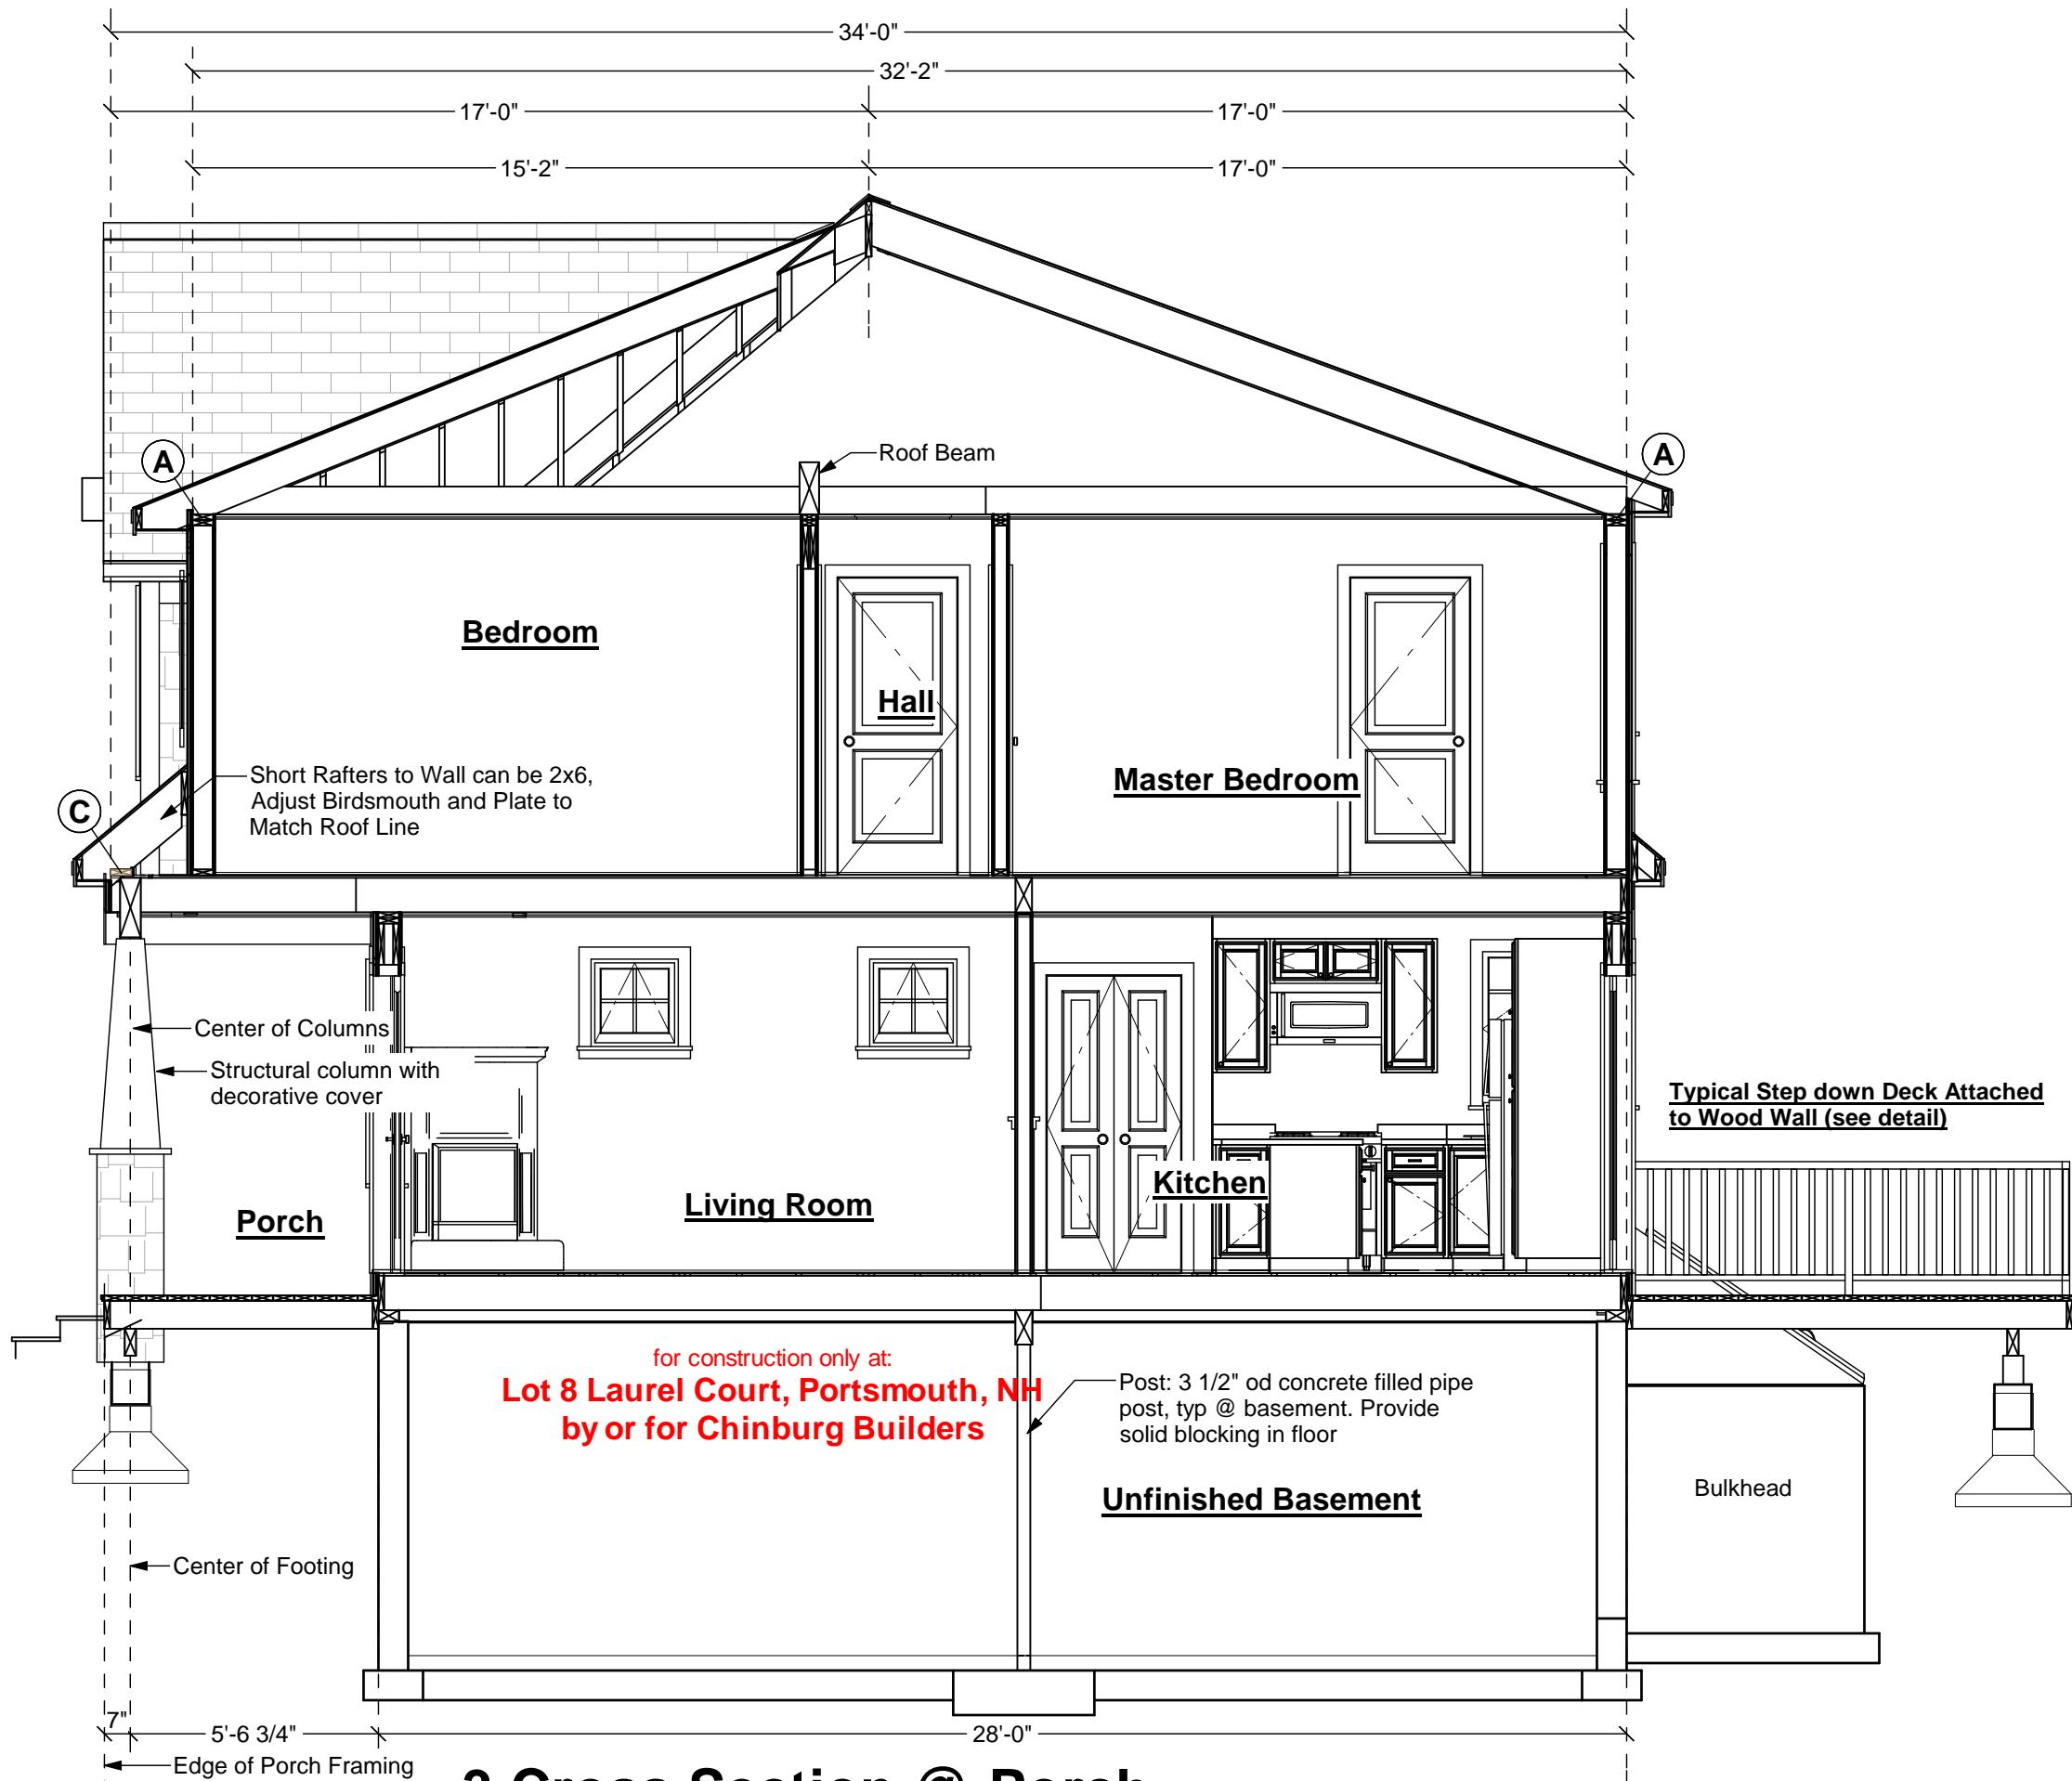 34'-0"
32'-2"
17'-0"
17'-0"
15'-2"
17'-0"
A
A
Roof Beam
Bedroom
Hall
Master Bedroom
Short Rafters to Wall can be 2x6,
Adjust Birdsmouth and Plate to
Match Roof Line
C
Center of Columns
Structural column with
decorative cover
Typical Step down Deck Attached
to Wood Wall (see detail)
Kitchen
Living Room
Porch
for construction only at:
Lot 8 Laurel Court, Portsmouth, NH
by or for Chinburg Builders
Post: 3 1/2" od concrete filled pipe
post, typ @ basement. Provide
solid blocking in floor
Bulkhead
Unfinished Basement
Center of Footing
7"
5'-6 3/4"
28'-0"
Edge of Porch Framing
Cross Section @ Porch